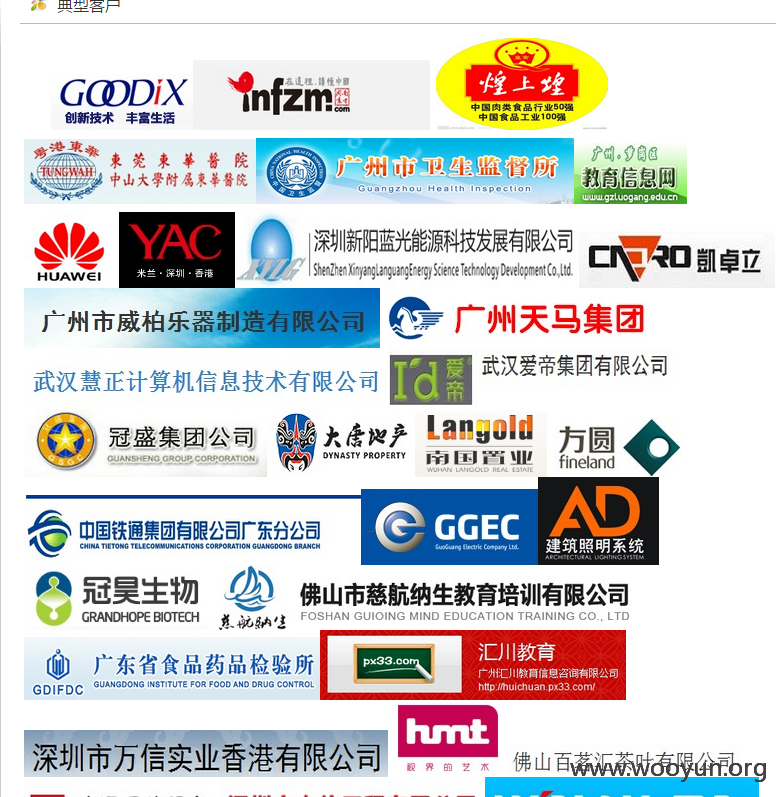 典型客户
GOODiX
创新技术 丰富生活
在這裡,讀懂中國
infzm.com
煌上煌
中国肉类食品行业50强
中国食品工业100强
粤港東華
TUNGWAH
東莞東華醫院
中山大學附属東華醫院
广州市卫生监督所
Guangzhou Health Inspection
广州·萝岗区
教育信息网
www.gzluogang.edu.cn
HUAWEI
YAC
米兰·深圳·香港
XYLG
深圳新阳蓝光能源科技发展有限公司
ShenZhen XinyangLanguangEnergy Science Technology Development Co.,Ltd.
凯卓立
广州市威柏乐器制造有限公司
广州天马集团
武汉慧正计算机信息技术有限公司
I'd 爱帝
武汉爱帝集团有限公司
冠盛集团公司
GUANSHENG GROUP CORPORATION
大唐地产
DYNASTY PROPERTY
Langold
南国置业
WUHAN LANGOLD REAL ESTATE
方圆
fineland
中国铁通集团有限公司广东分公司
CHINA TIETONG TELECOMMUNICATIONS CORPORATION GUANGDONG BRANCH
GGEC
GuoGuang Electric Company Ltd.
AD
建筑照明系统
ARCHITECTURAL LIGHTING SYSTEM
冠昊生物
GRANDHOPE BIOTECH
慈航纳生
佛山市慈航纳生教育培训有限公司
FOSHAN GUIOING MIND EDUCATION TRAINING CO., LTD
GDIFDC
广东省食品药品检验所
GUANGDONG INSTITUTE FOR FOOD AND DRUG CONTROL
px33.com
汇川教育
广州汇川教育信息咨询有限公司
http://huichuan.px33.com/
深圳市万信实业香港有限公司
hmt
视界的艺术
佛山百茗汇茶叶有限公司
www.wooyun.org